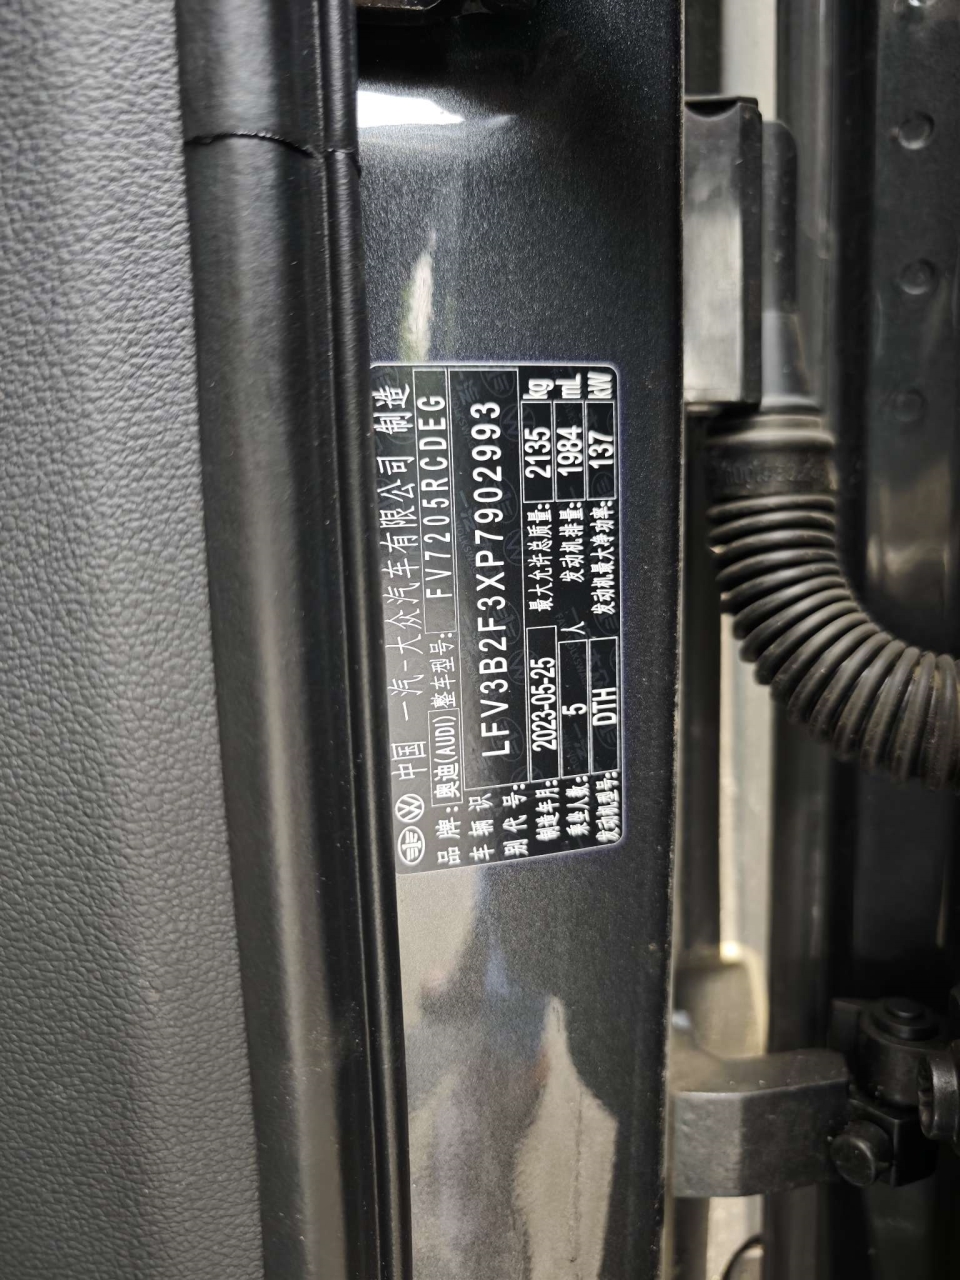 中国 一汽-大众汽车有限公司 制造
品牌: 奥迪(AUDI) 整车型号: FV7205RCDEG
车辆识别代号: LFV3B2F3XP7902993
制造年月: 2023-05-25 最大允许总质量: 2135 kg
乘坐人数: 5 人 发动机排量: 1984 mL
发动机型号: DTH 发动机最大净功率: 137 kW